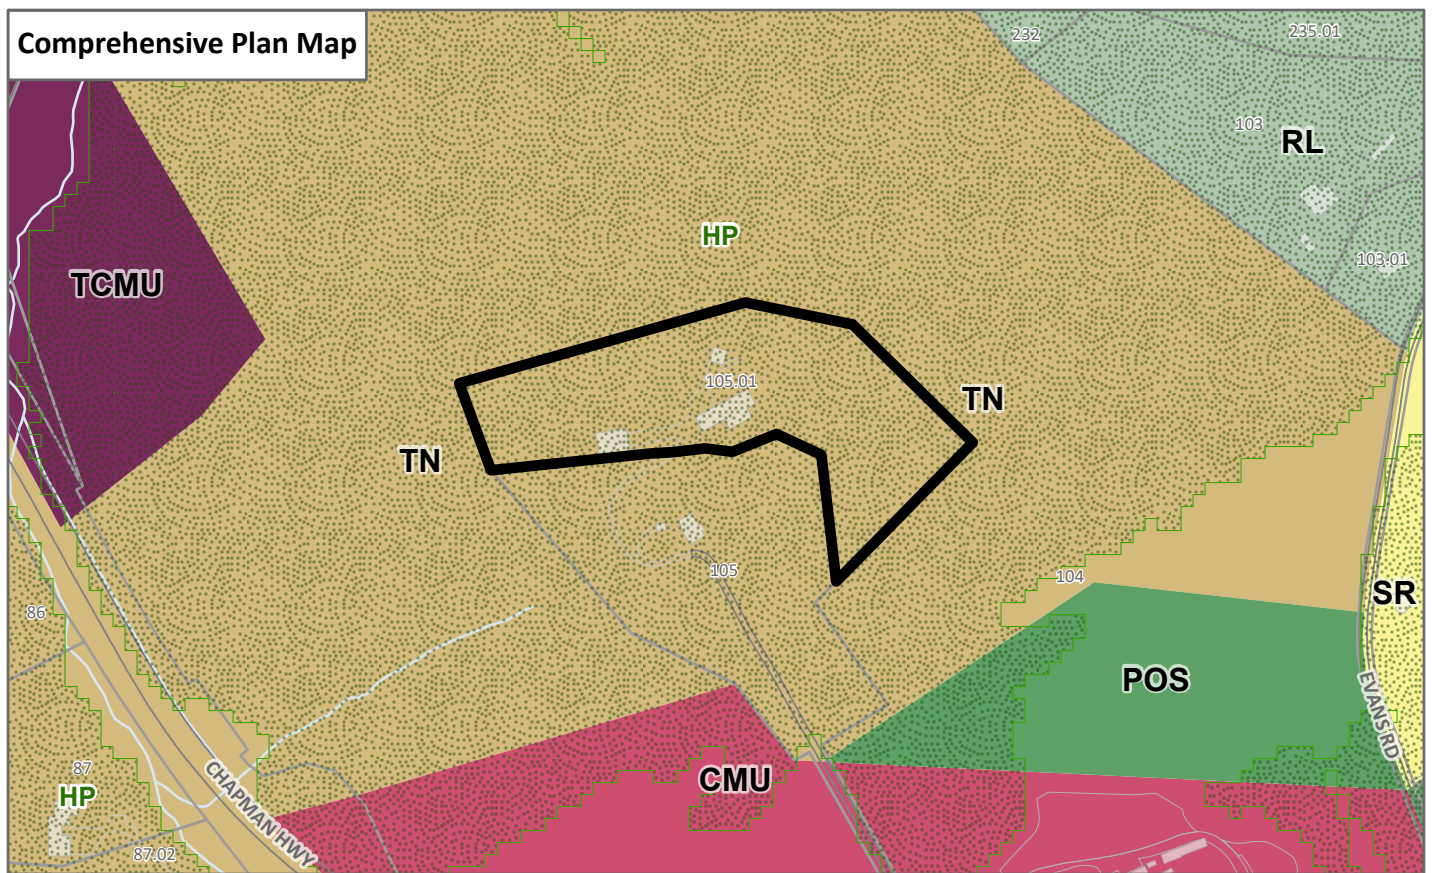 Comprehensive Plan Map
232
235.01
103
RL
HP
103.01
TCMU
105.01
TN
TN
105
104
SR
86
POS
EVANS RD
CMU
87
HP
CHAPMAN HWY
87.02